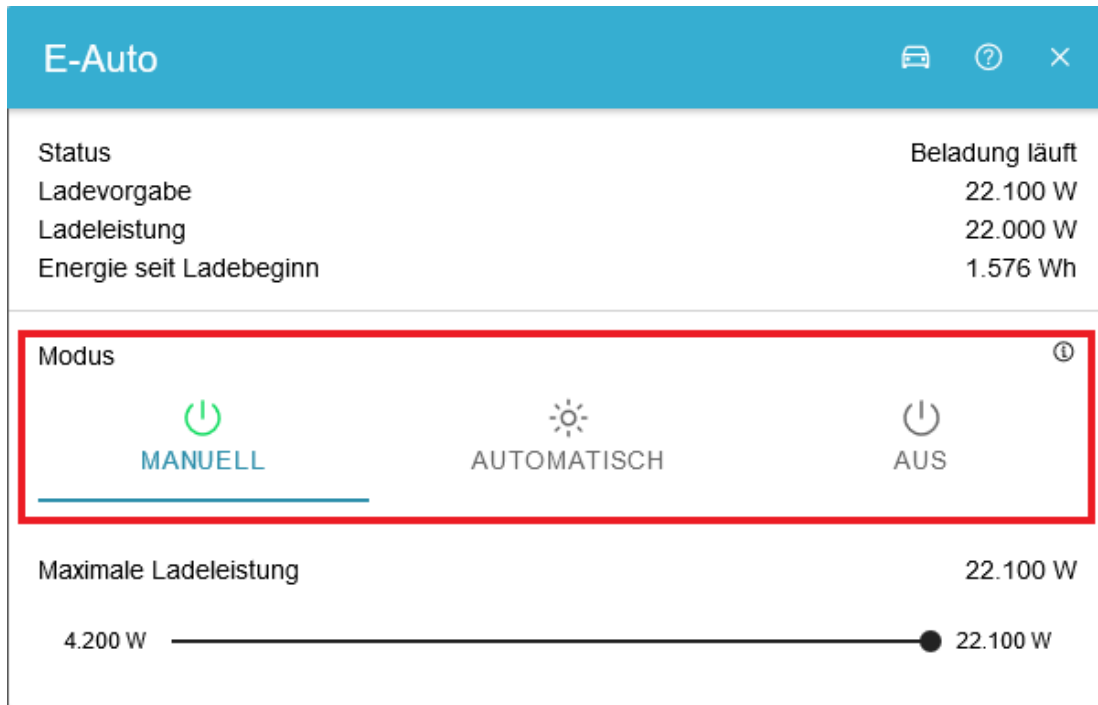 E-Auto
Status Beladung läuft
Ladevorgabe 22.100 W
Ladeleistung 22.000 W
Energie seit Ladebeginn 1.576 Wh
Modus
MANUELL AUTOMATISCH AUS
Maximale Ladeleistung 22.100 W
4.200 W 22.100 W